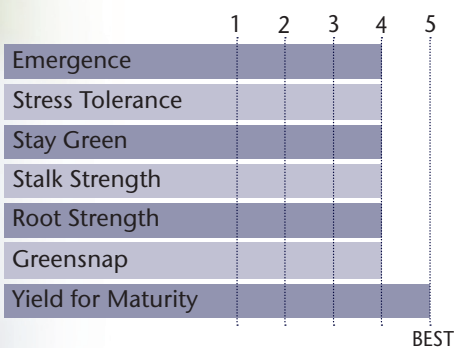 1 2 3 4 5
Emergence
Stress Tolerance
Stay Green
Stalk Strength
Root Strength
Greensnap
Yield for Maturity
BEST